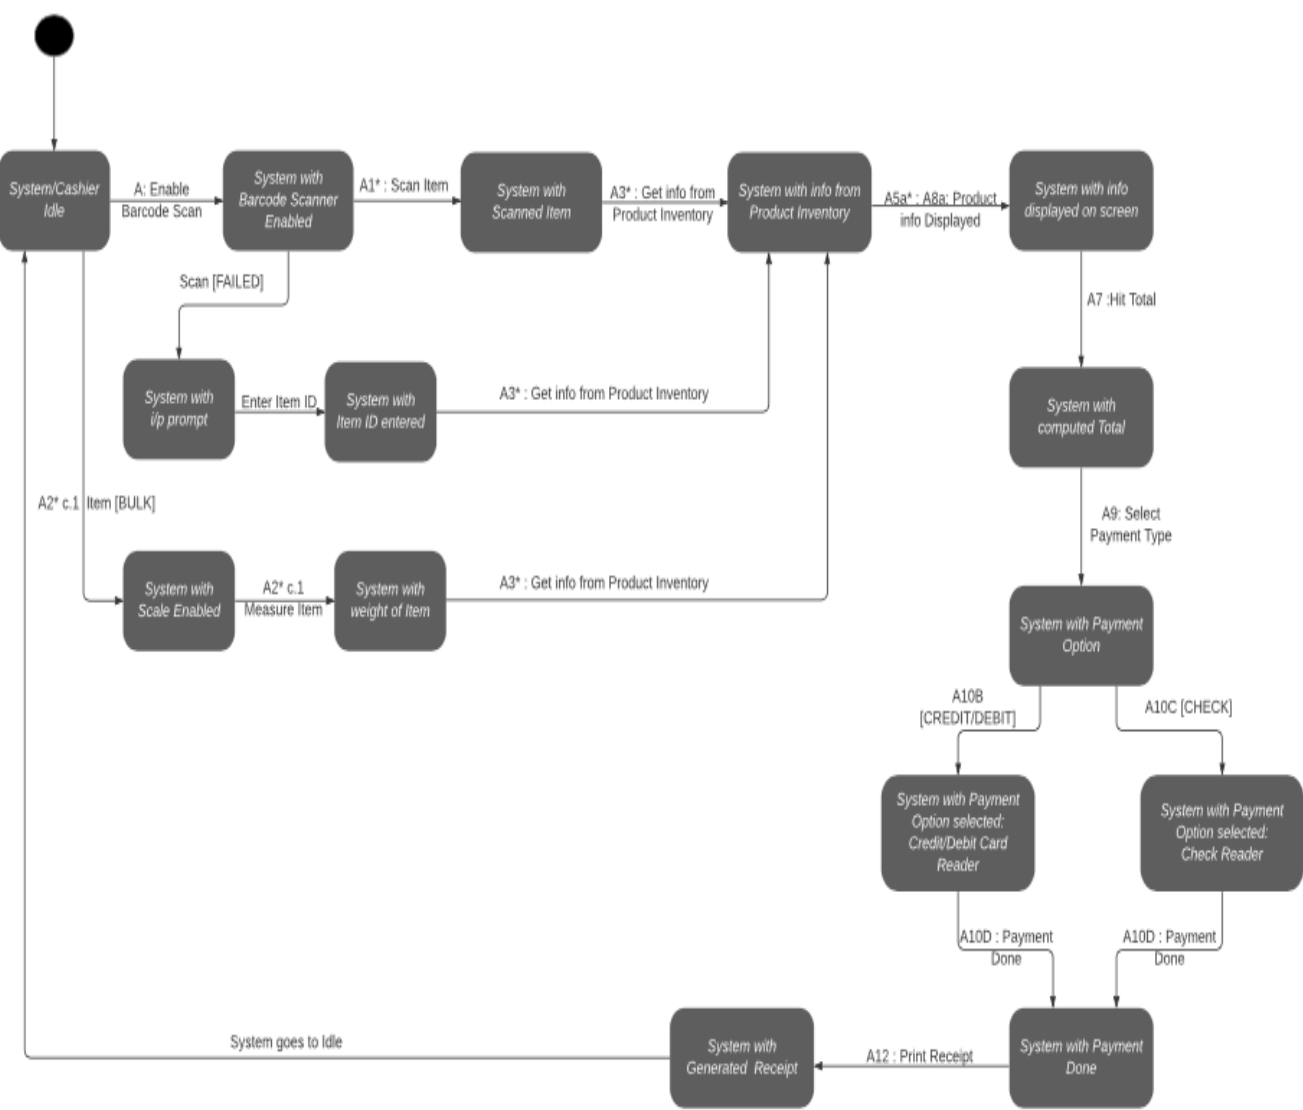 System/Cashier
Idle
A: Enable
Barcode Scan
System with
Barcode Scanner
Enabled
A1* : Scan Item
System with
Scanned Item
A3* : Get info from
Product Inventory
System with info from
Product Inventory
A5a* : A8a: Product
info Displayed
System with info
displayed on screen
Scan [FAILED]
A7 :Hit Total
System with
i/p prompt
Enter Item ID
System with
Item ID entered
A3* : Get info from Product Inventory
System with
computed Total
A2* c.1 Item [BULK]
A9: Select
Payment Type
System with
Scale Enabled
A2* c.1
Measure Item
System with
weight of Item
A3* : Get info from Product Inventory
System with Payment
Option
A10B
[CREDIT/DEBIT]
A10C [CHECK]
System with Payment
Option selected:
Credit/Debit Card
Reader
System with Payment
Option selected:
Check Reader
A10D : Payment
Done
A10D : Payment
Done
System goes to Idle
System with
Generated Receipt
A12 : Print Receipt
System with Payment
Done